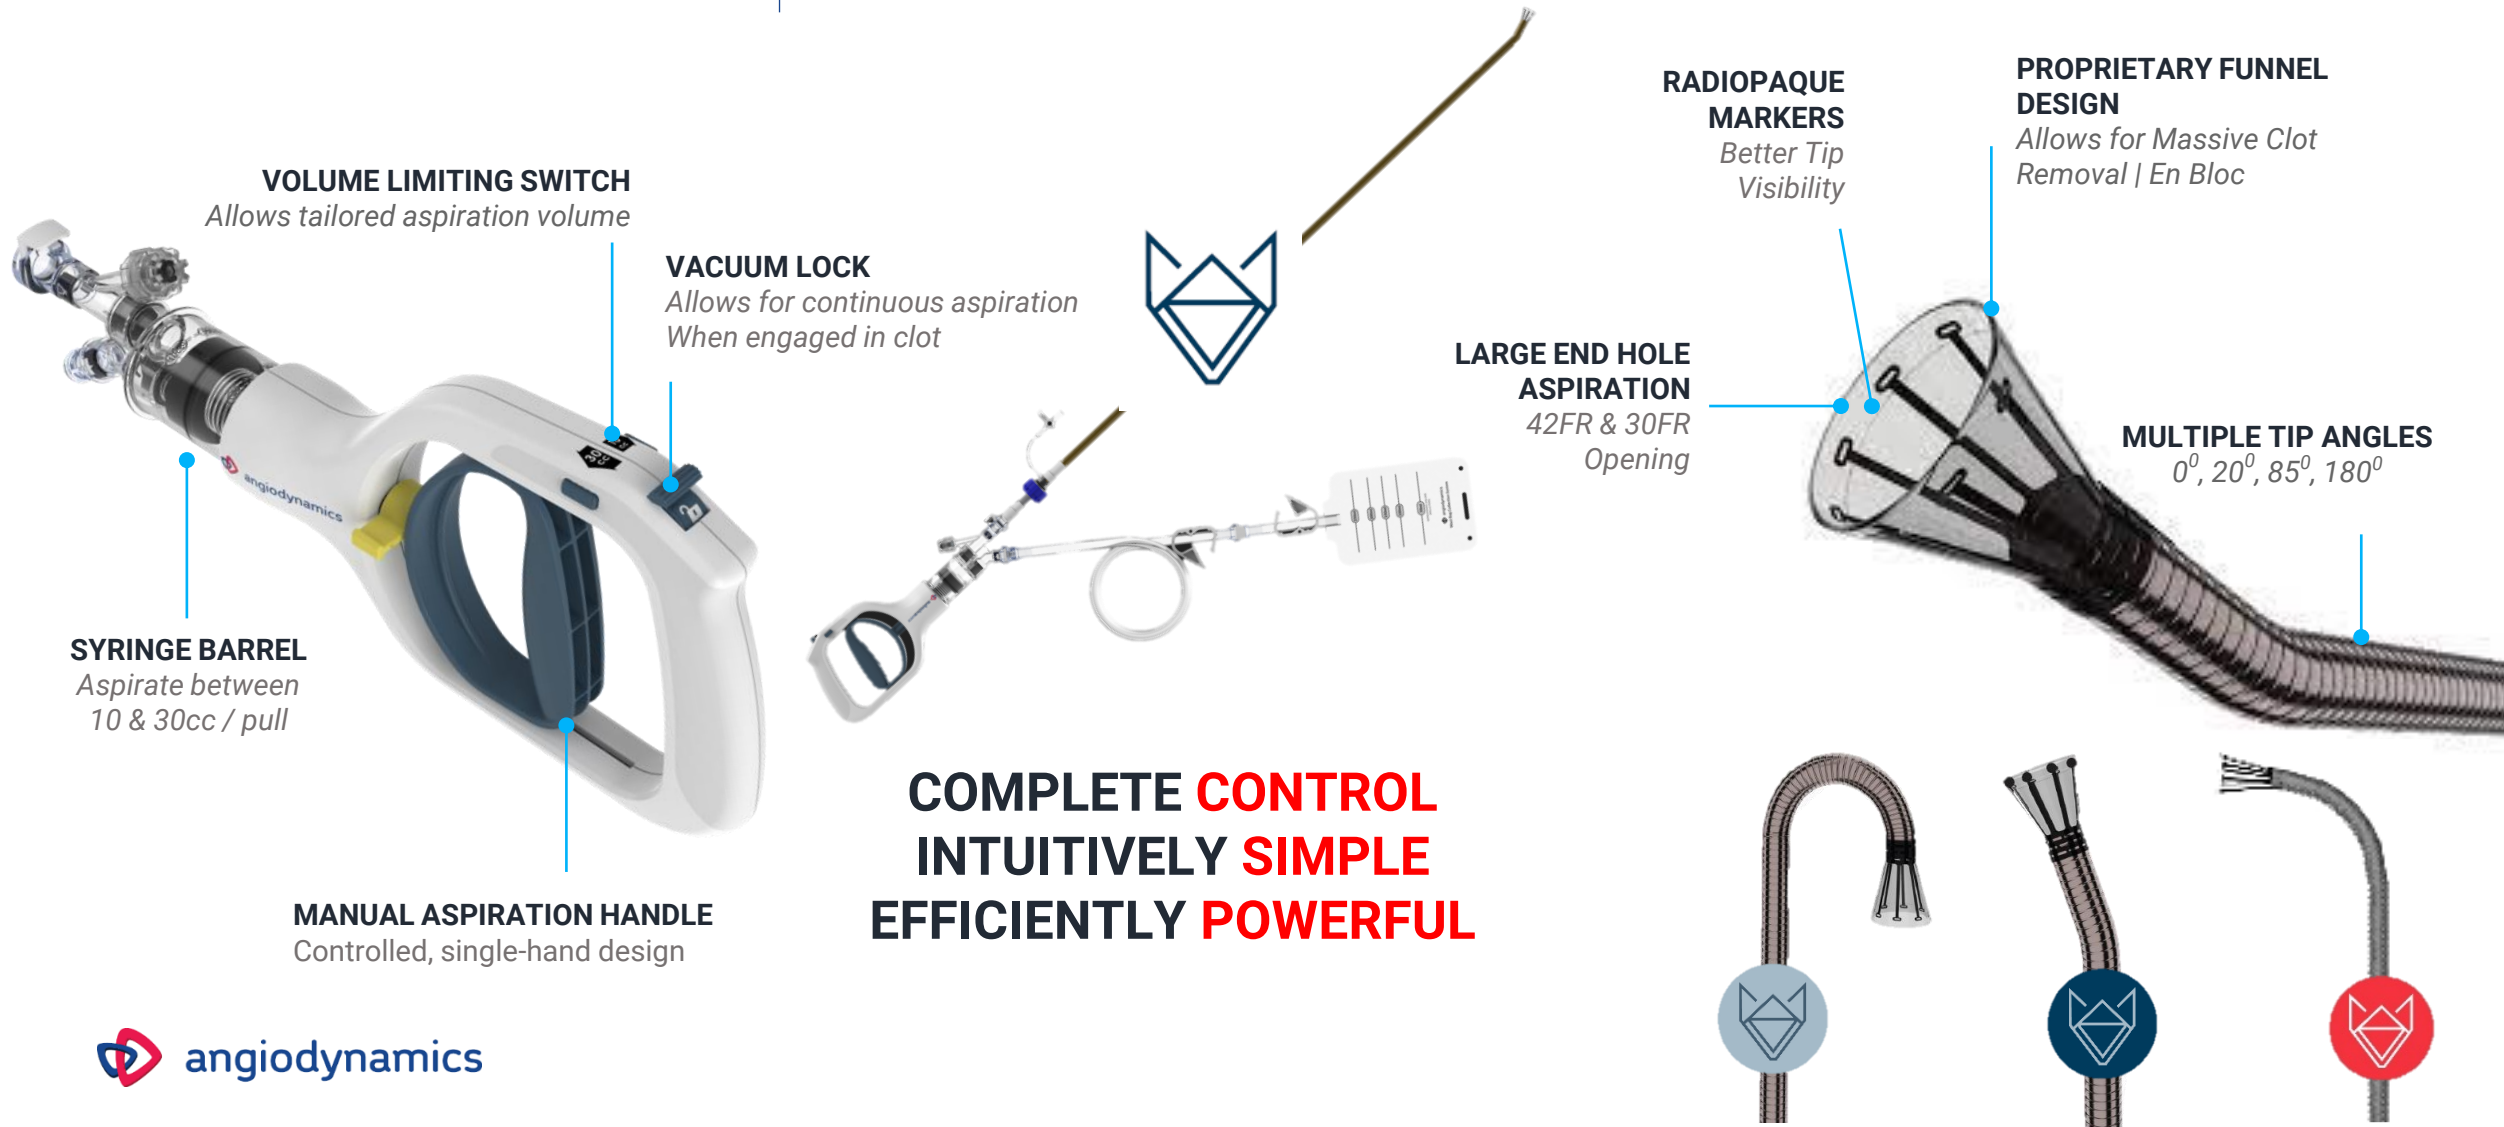 VOLUME LIMITING SWITCH
Allows tailored aspiration volume
VACUUM LOCK
Allows for continuous aspiration
When engaged in clot
30
cc
angiodynamics
SYRINGE BARREL
Aspirate between
10 & 30cc / pull
MANUAL ASPIRATION HANDLE
Controlled, single-hand design
angiodynamics
COMPLETE CONTROL
INTUITIVELY SIMPLE
EFFICIENTLY POWERFUL
RADIOPAQUE
MARKERS
Better Tip
Visibility
PROPRIETARY FUNNEL
DESIGN
Allows for Massive Clot
Removal | En Bloc
LARGE END HOLE
ASPIRATION
42FR & 30FR
Opening
MULTIPLE TIP ANGLES
0⁰, 20⁰, 85⁰, 180⁰